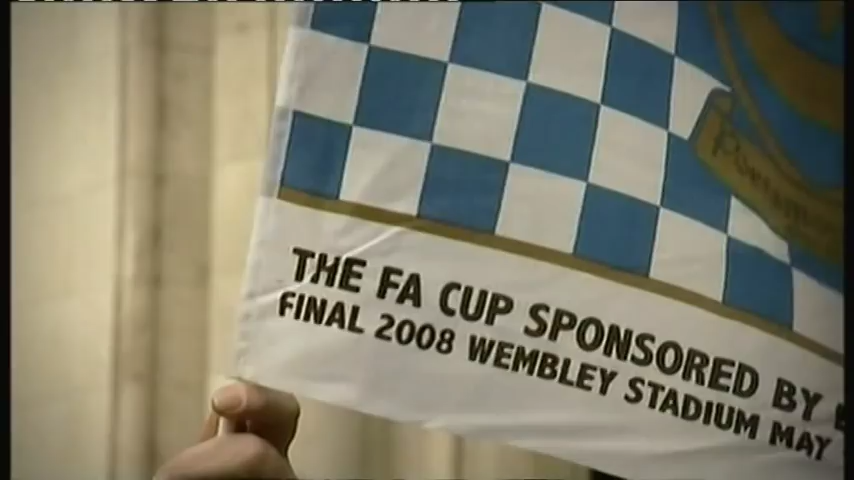 THE FA CUP SPONSORED BY
FINAL 2008 WEMBLEY STADIUM MAY